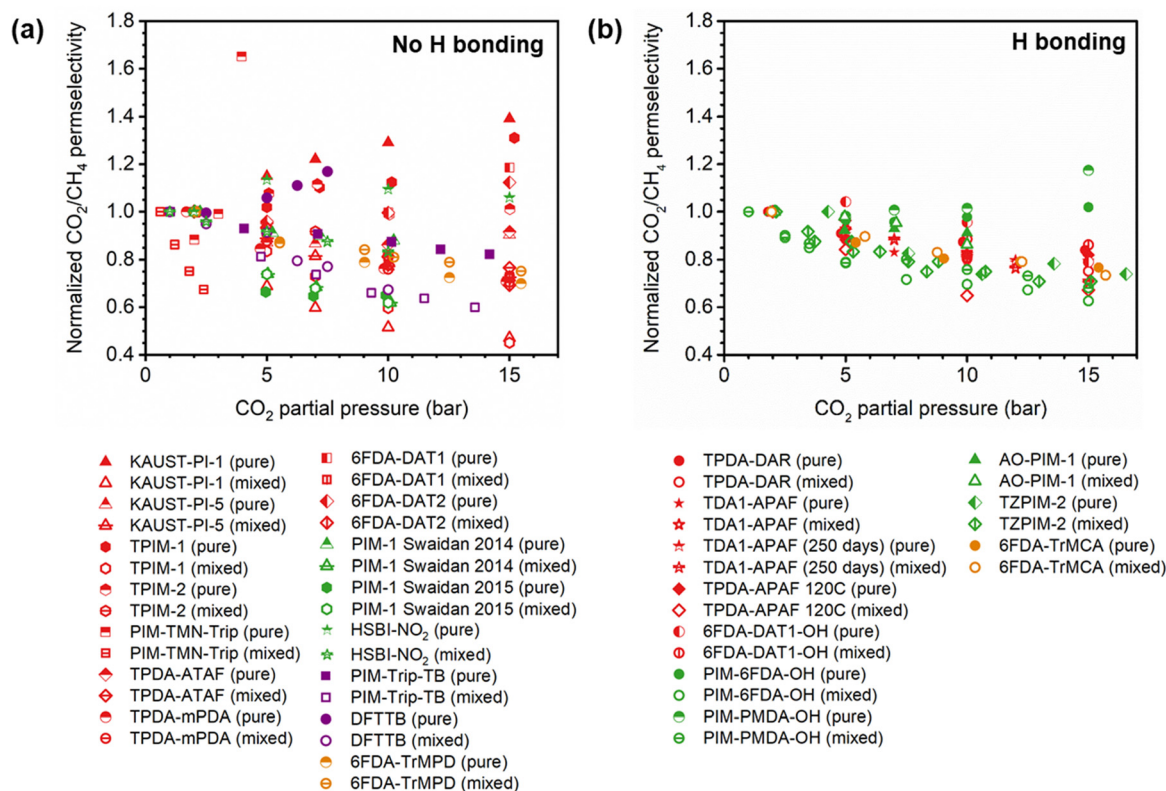 (a)
No H bonding
Normalized CO₂/CH₄ permselectivity
1.8
1.6
1.4
1.2
1.0
0.8
0.6
0.4
0
5
10
15
CO₂ partial pressure (bar)
KAUST-PI-1 (pure)
KAUST-PI-1 (mixed)
KAUST-PI-5 (pure)
KAUST-PI-5 (mixed)
TPIM-1 (pure)
TPIM-1 (mixed)
TPIM-2 (pure)
TPIM-2 (mixed)
PIM-TMN-Trip (pure)
PIM-TMN-Trip (mixed)
TPDA-ATAF (pure)
TPDA-ATAF (mixed)
TPDA-mPDA (pure)
TPDA-mPDA (mixed)
6FDA-DAT1 (pure)
6FDA-DAT1 (mixed)
6FDA-DAT2 (pure)
6FDA-DAT2 (mixed)
PIM-1 Swaidan 2014 (pure)
PIM-1 Swaidan 2014 (mixed)
PIM-1 Swaidan 2015 (pure)
PIM-1 Swaidan 2015 (mixed)
HSBI-NO₂ (pure)
HSBI-NO₂ (mixed)
PIM-Trip-TB (pure)
PIM-Trip-TB (mixed)
DFTTB (pure)
DFTTB (mixed)
6FDA-TrMPD (pure)
6FDA-TrMPD (mixed)
(b)
H bonding
Normalized CO₂/CH₄ permselectivity
1.8
1.6
1.4
1.2
1.0
0.8
0.6
0.4
0
5
10
15
CO₂ partial pressure (bar)
TPDA-DAR (pure)
TPDA-DAR (mixed)
TDA1-APAF (pure)
TDA1-APAF (mixed)
TDA1-APAF (250 days) (pure)
TDA1-APAF (250 days) (mixed)
TPDA-APAF 120C (pure)
TPDA-APAF 120C (mixed)
6FDA-DAT1-OH (pure)
6FDA-DAT1-OH (mixed)
PIM-6FDA-OH (pure)
PIM-6FDA-OH (mixed)
PIM-PMDA-OH (pure)
PIM-PMDA-OH (mixed)
AO-PIM-1 (pure)
AO-PIM-1 (mixed)
TZPIM-2 (pure)
TZPIM-2 (mixed)
6FDA-TrMCA (pure)
6FDA-TrMCA (mixed)